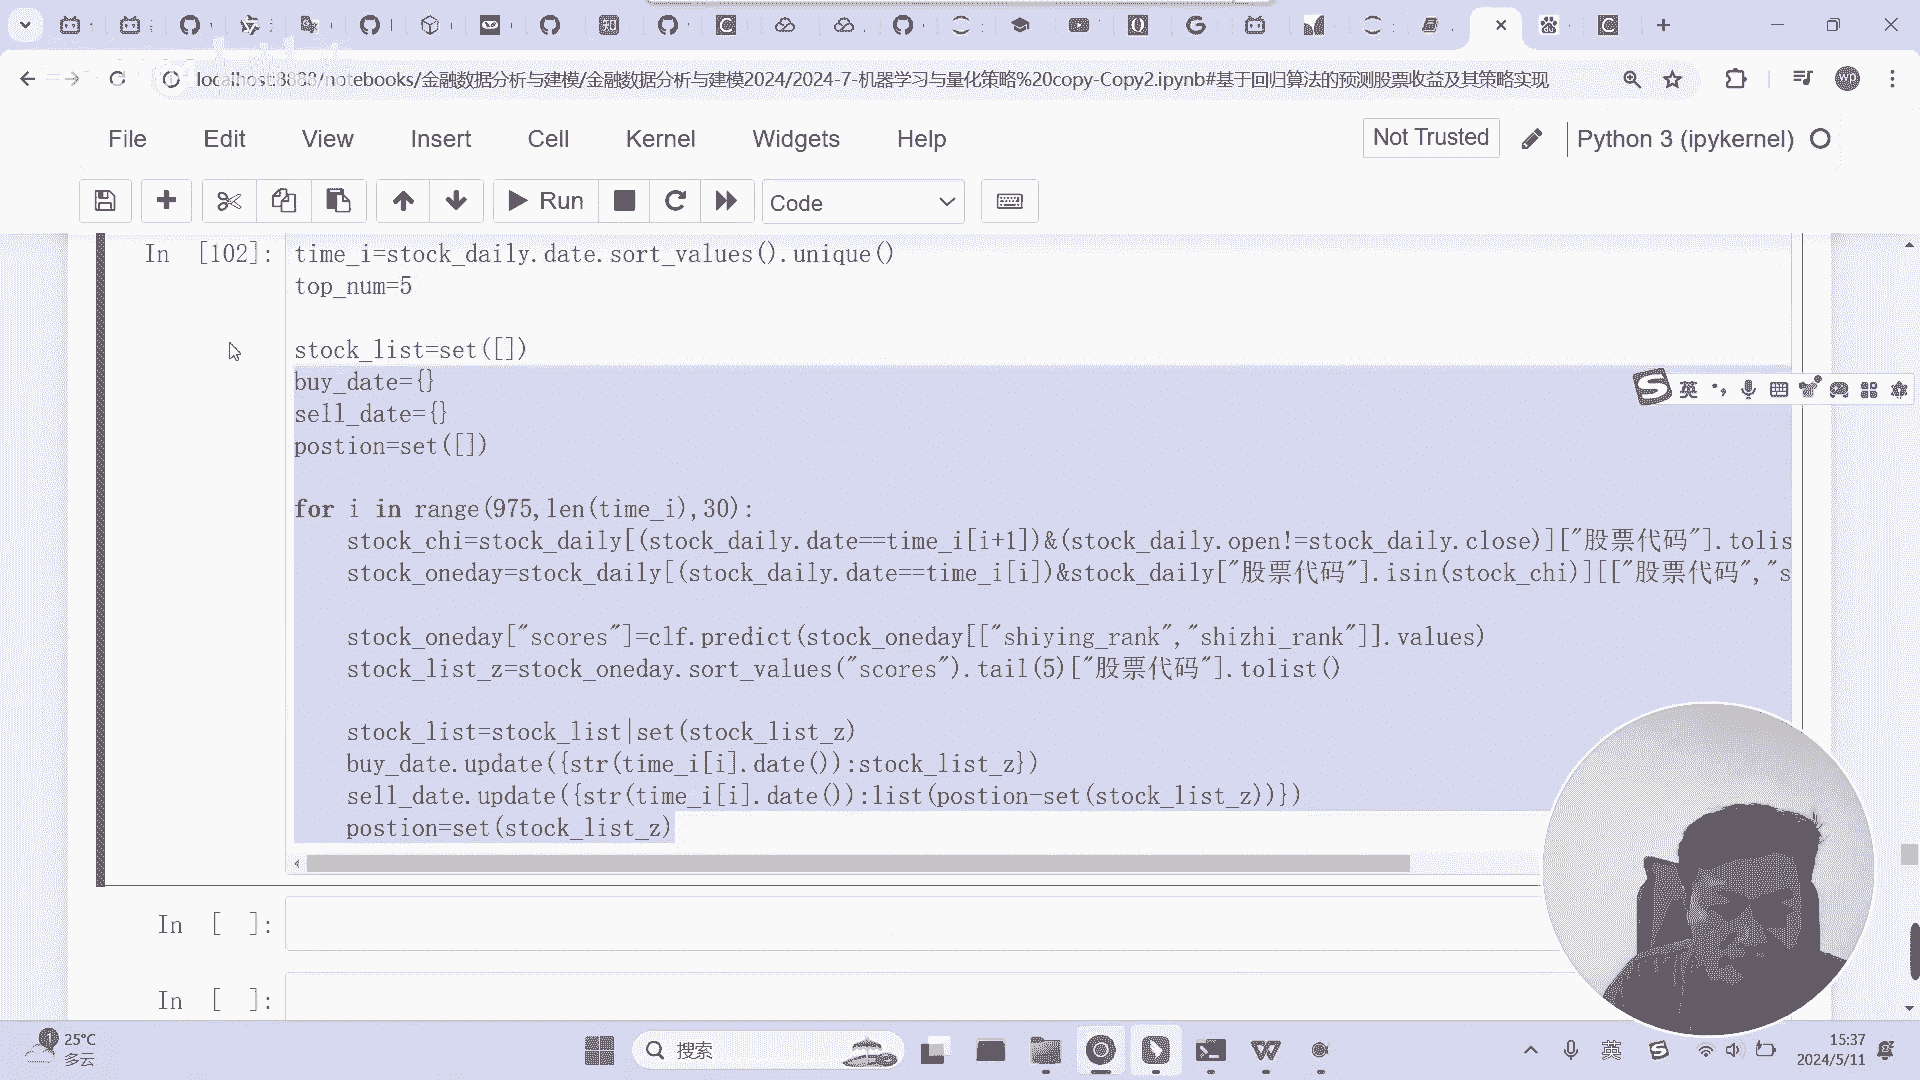 localhost:8888/notebooks/金融数据分析与建模/金融数据分析与建模2024/2024-7-机器学习与量化策略%20copy-Copy2.ipynb#基于回归算法的预测股票收益及其策略实现
wp
File Edit View Insert Cell Kernel Widgets Help
Not Trusted
Python 3 (ipykernel)
Run
Code
In [102]:
time_i=stock_daily.date.sort_values().unique()
top_num=5
stock_list=set([])
buy_date={}
sell_date={}
postion=set([])
for i in range(975,len(time_i),30):
stock_chi=stock_daily[(stock_daily.date==time_i[i+1])&(stock_daily.open!=stock_daily.close)]["股票代码"].tolis
stock_oneday=stock_daily[(stock_daily.date==time_i[i])&stock_daily["股票代码"].isin(stock_chi)][["股票代码","s
stock_oneday["scores"]=clf.predict(stock_oneday[["shiying_rank","shizhi_rank"]].values)
stock_list_z=stock_oneday.sort_values("scores").tail(5)["股票代码"].tolist()
stock_list=stock_list|set(stock_list_z)
buy_date.update({str(time_i[i].date()):stock_list_z})
sell_date.update({str(time_i[i].date()):list(postion-set(stock_list_z))})
postion=set(stock_list_z)
In [ ]:
In [ ]:
英
1
25°C
多云
搜索
英
15:37
2024/5/11